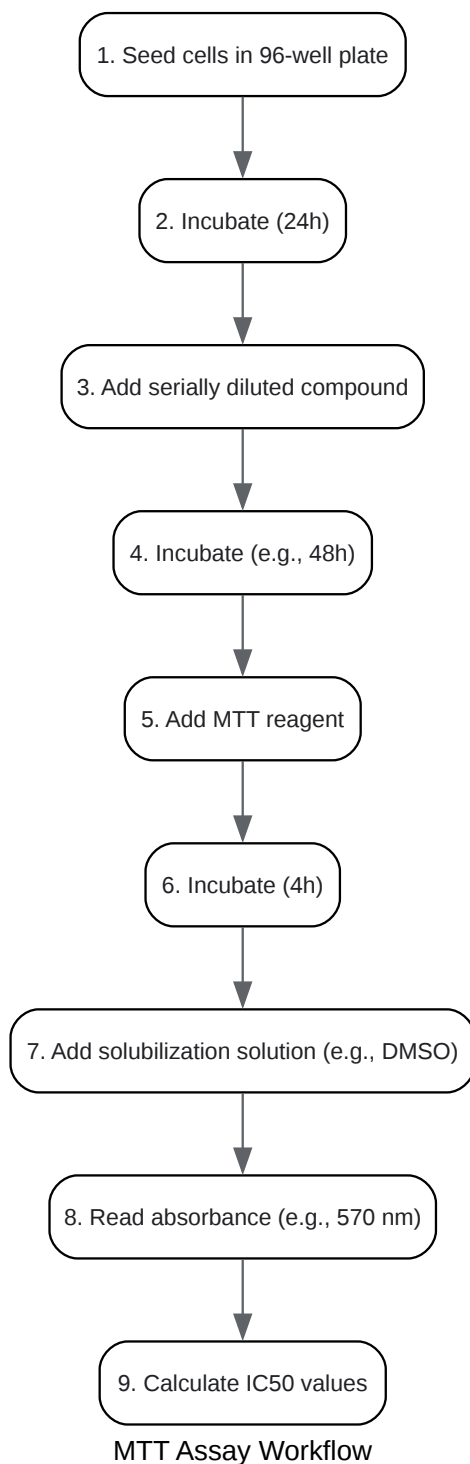 1. Seed cells in 96-well plate
2. Incubate (24h)
3. Add serially diluted compound
4. Incubate (e.g., 48h)
5. Add MTT reagent
6. Incubate (4h)
7. Add solubilization solution (e.g., DMSO)
8. Read absorbance (e.g., 570 nm)
9. Calculate IC50 values
MTT Assay Workflow